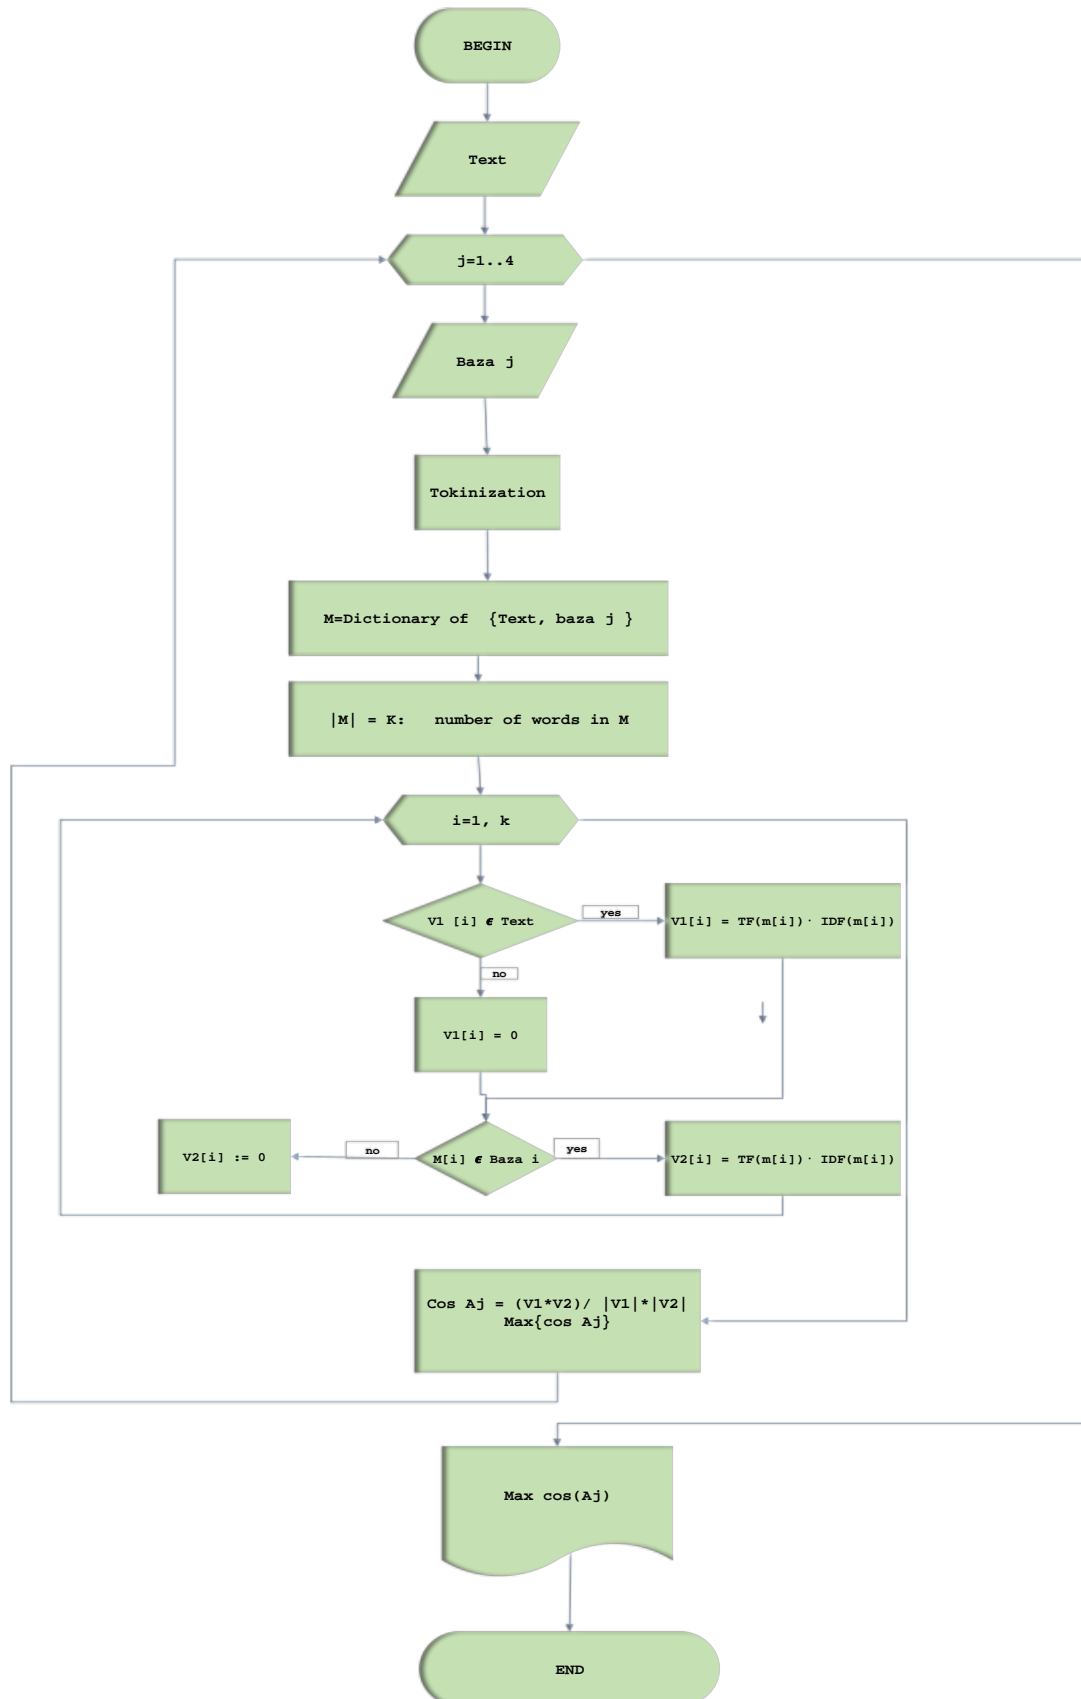 BEGIN
Text
j=1..4
Baza j
Tokinization
M=Dictionary of {Text, baza j }
|M| = K: number of words in M
i=1, k
V1 [i] ϵ Text
yes
V1[i] = TF(m[i])· IDF(m[i])
no
V1[i] = 0
V2[i] := 0
no
M[i] ϵ Baza i
yes
V2[i] = TF(m[i])· IDF(m[i])
Cos Aj = (V1*V2)/ |V1|*|V2|
Max{cos Aj}
Max cos(Aj)
END